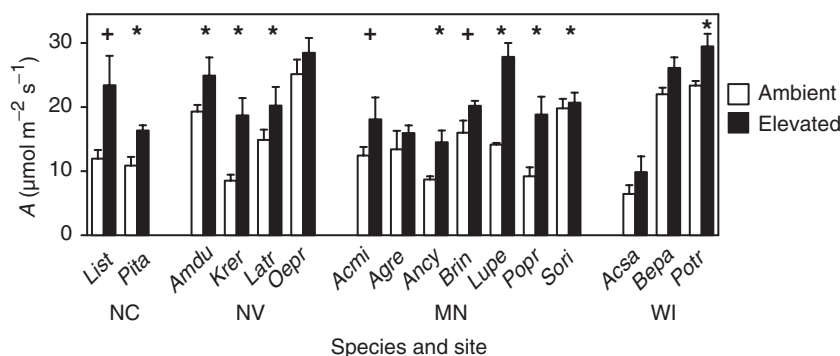 + * * * * + * + * * * *
30
20
10
0
A (µmol m⁻² s⁻¹)
Ambient
Elevated
List Pita Amdu Krer Latr Oepr Acmi Agre Ancy Brin Lupe Popr Sori Acsa Bepa Potr
NC NV MN WI
Species and site